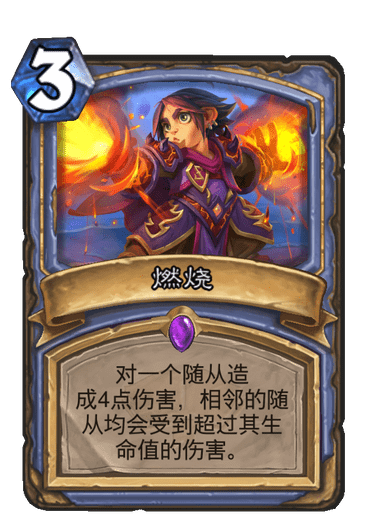 3
燃烧
对一个随从造
成4点伤害，相邻的随
从均会受到超过其生
命值的伤害。